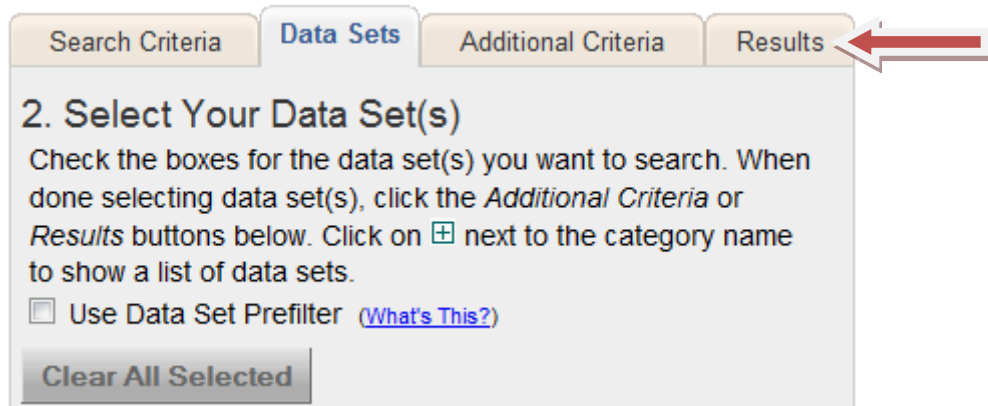 Search Criteria Data Sets Additional Criteria Results
2. Select Your Data Set(s)
Check the boxes for the data set(s) you want to search. When
done selecting data set(s), click the Additional Criteria or
Results buttons below. Click on ⊞ next to the category name
to show a list of data sets.
Use Data Set Prefilter (What's This?)
Clear All Selected